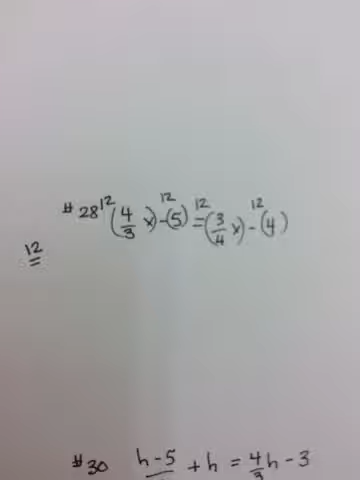 #28 12(4/3 x) - 12(5) = 12(3/4 x) - 12(4)
12
#30 h-5 + h = 4/3 h - 3